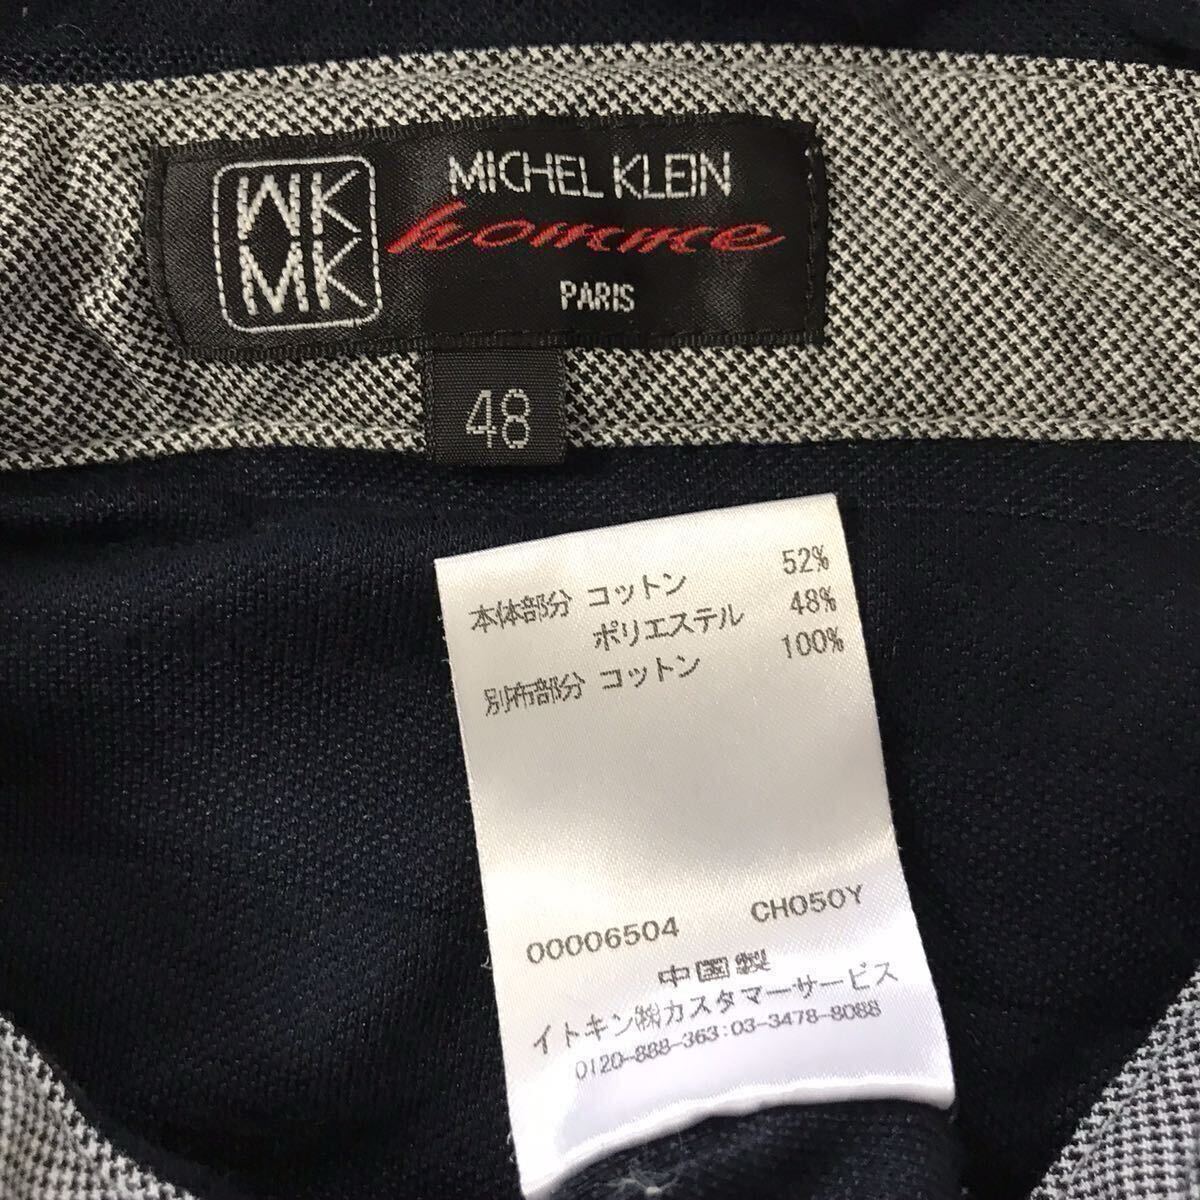 MK
MK
MICHEL KLEIN
homme
PARIS
48
本体部分 コットン 52%
ポリエステル 48%
別布部分 コットン 100%
00006504 CH050Y
中国製
イトキン㈱カスタマーサービス
0120-888-363:03-3478-8088